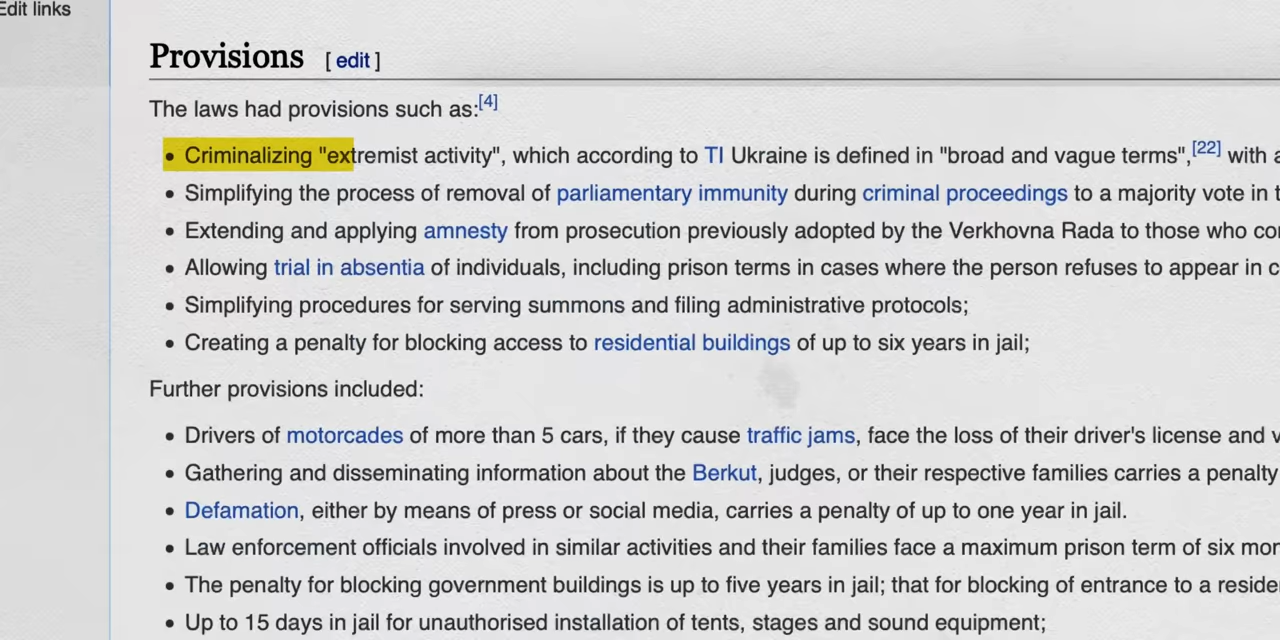 Edit links
Provisions [ edit ]
The laws had provisions such as:[4]
• Criminalizing "extremist activity", which according to TI Ukraine is defined in "broad and vague terms",[22] with a
• Simplifying the process of removal of parliamentary immunity during criminal proceedings to a majority vote in t
• Extending and applying amnesty from prosecution previously adopted by the Verkhovna Rada to those who co
• Allowing trial in absentia of individuals, including prison terms in cases where the person refuses to appear in c
• Simplifying procedures for serving summons and filing administrative protocols;
• Creating a penalty for blocking access to residential buildings of up to six years in jail;
Further provisions included:
• Drivers of motorcades of more than 5 cars, if they cause traffic jams, face the loss of their driver's license and v
• Gathering and disseminating information about the Berkut, judges, or their respective families carries a penalty
• Defamation, either by means of press or social media, carries a penalty of up to one year in jail.
• Law enforcement officials involved in similar activities and their families face a maximum prison term of six mon
• The penalty for blocking government buildings is up to five years in jail; that for blocking of entrance to a reside
• Up to 15 days in jail for unauthorised installation of tents, stages and sound equipment;